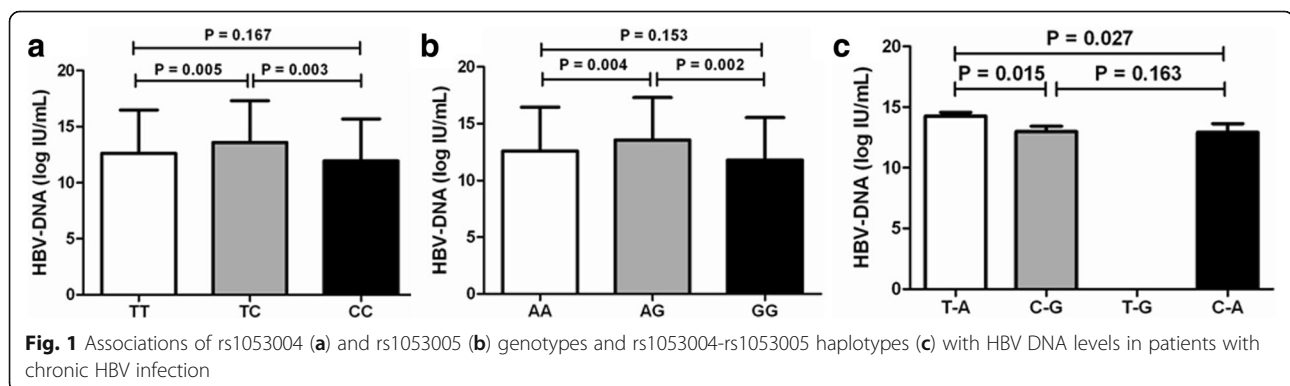 a
P = 0.167
P = 0.005
P = 0.003
HBV-DNA (log IU/mL)
20
15
10
5
0
TT
TC
CC
b
P = 0.153
P = 0.004
P = 0.002
HBV-DNA (log IU/mL)
20
15
10
5
0
AA
AG
GG
c
P = 0.027
P = 0.015
P = 0.163
HBV-DNA (log IU/mL)
20
15
10
5
0
T-A
C-G
T-G
C-A
Fig. 1 Associations of rs1053004 (a) and rs1053005 (b) genotypes and rs1053004-rs1053005 haplotypes (c) with HBV DNA levels in patients with
chronic HBV infection